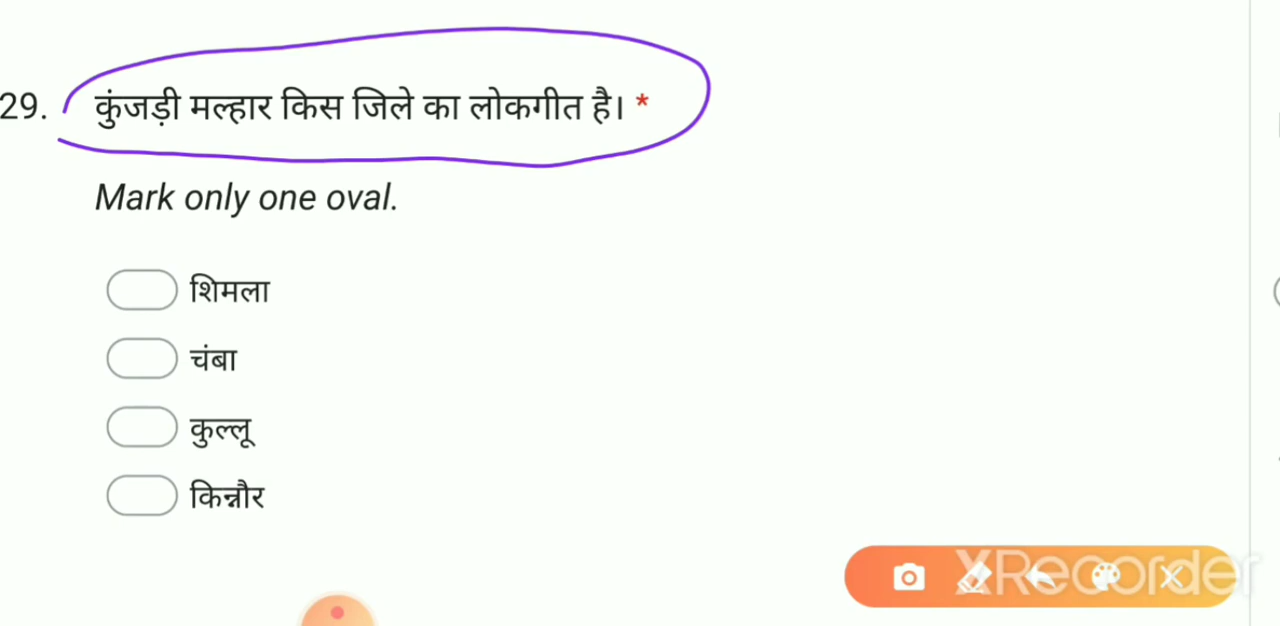 29. कुंजड़ी मल्हार किस जिले का लोकगीत है। *
Mark only one oval.
शिमला
चंबा
कुल्लू
किन्नौर
XRecorder